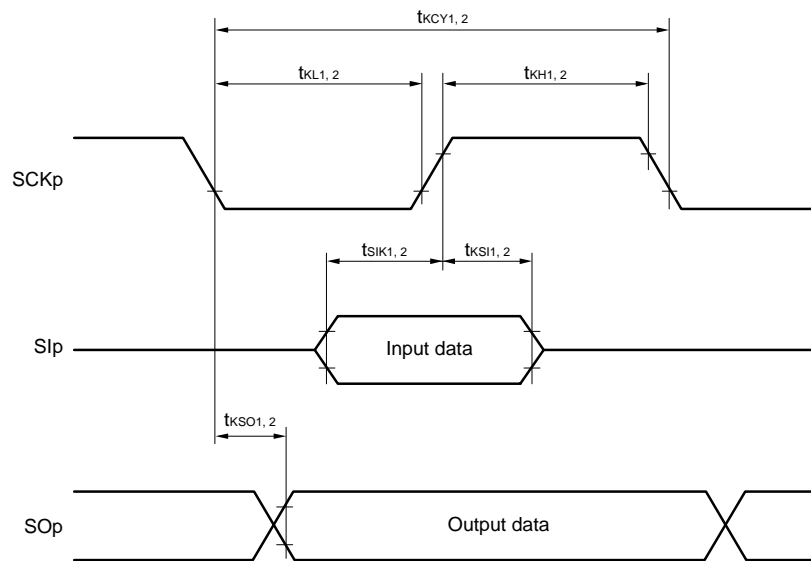 tKCY1, 2
tKL1, 2
tKH1, 2
SCKp
tSIK1, 2
tKSI1, 2
SIp
Input data
tKSO1, 2
SOp
Output data